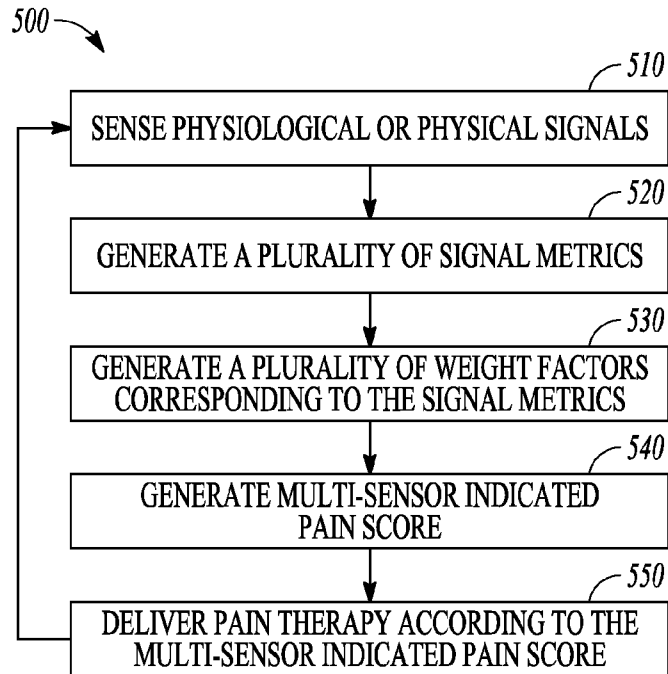 500
510
SENSE PHYSIOLOGICAL OR PHYSICAL SIGNALS
520
GENERATE A PLURALITY OF SIGNAL METRICS
530
GENERATE A PLURALITY OF WEIGHT FACTORS
CORRESPONDING TO THE SIGNAL METRICS
540
GENERATE MULTI-SENSOR INDICATED
PAIN SCORE
550
DELIVER PAIN THERAPY ACCORDING TO THE
MULTI-SENSOR INDICATED PAIN SCORE